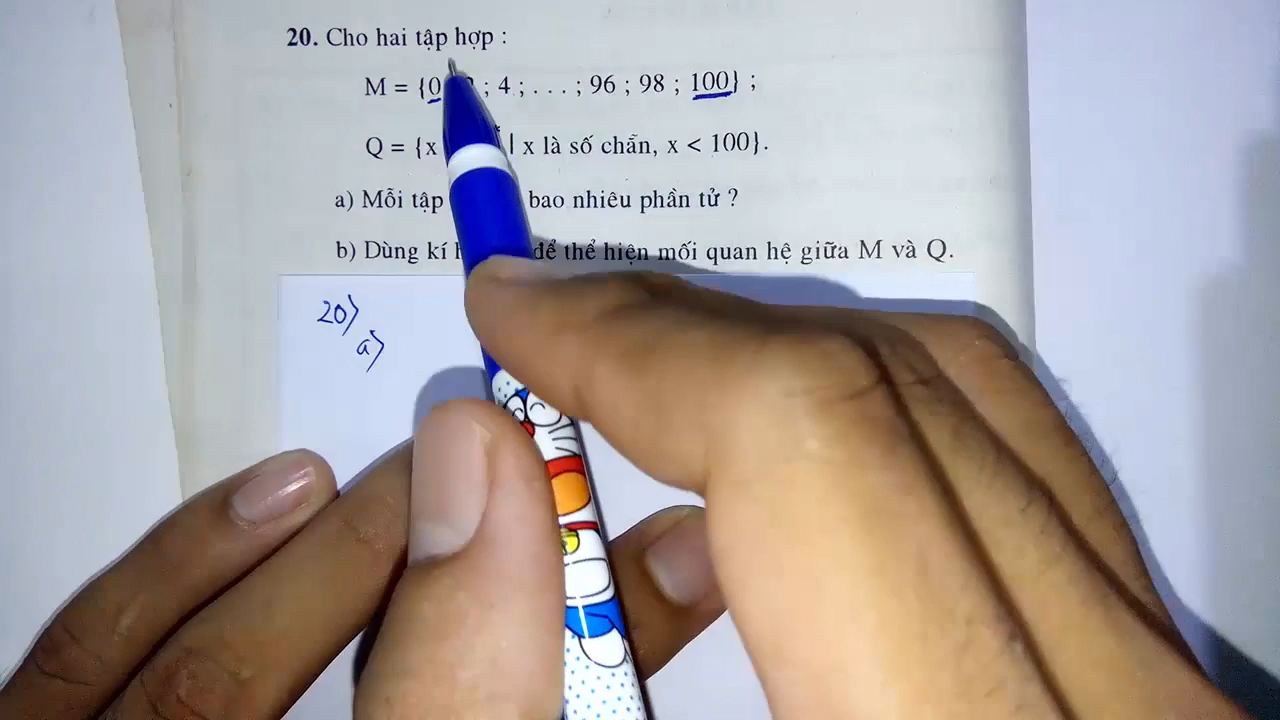 20. Cho hai tập hợp :
M = {0 ; 4 ; . . . ; 96 ; 98 ; 100} ;
Q = {x * | x là số chẵn, x < 100}.
a) Mỗi tập bao nhiêu phần tử ?
b) Dùng kí để thể hiện mối quan hệ giữa M và Q.
20)
a)